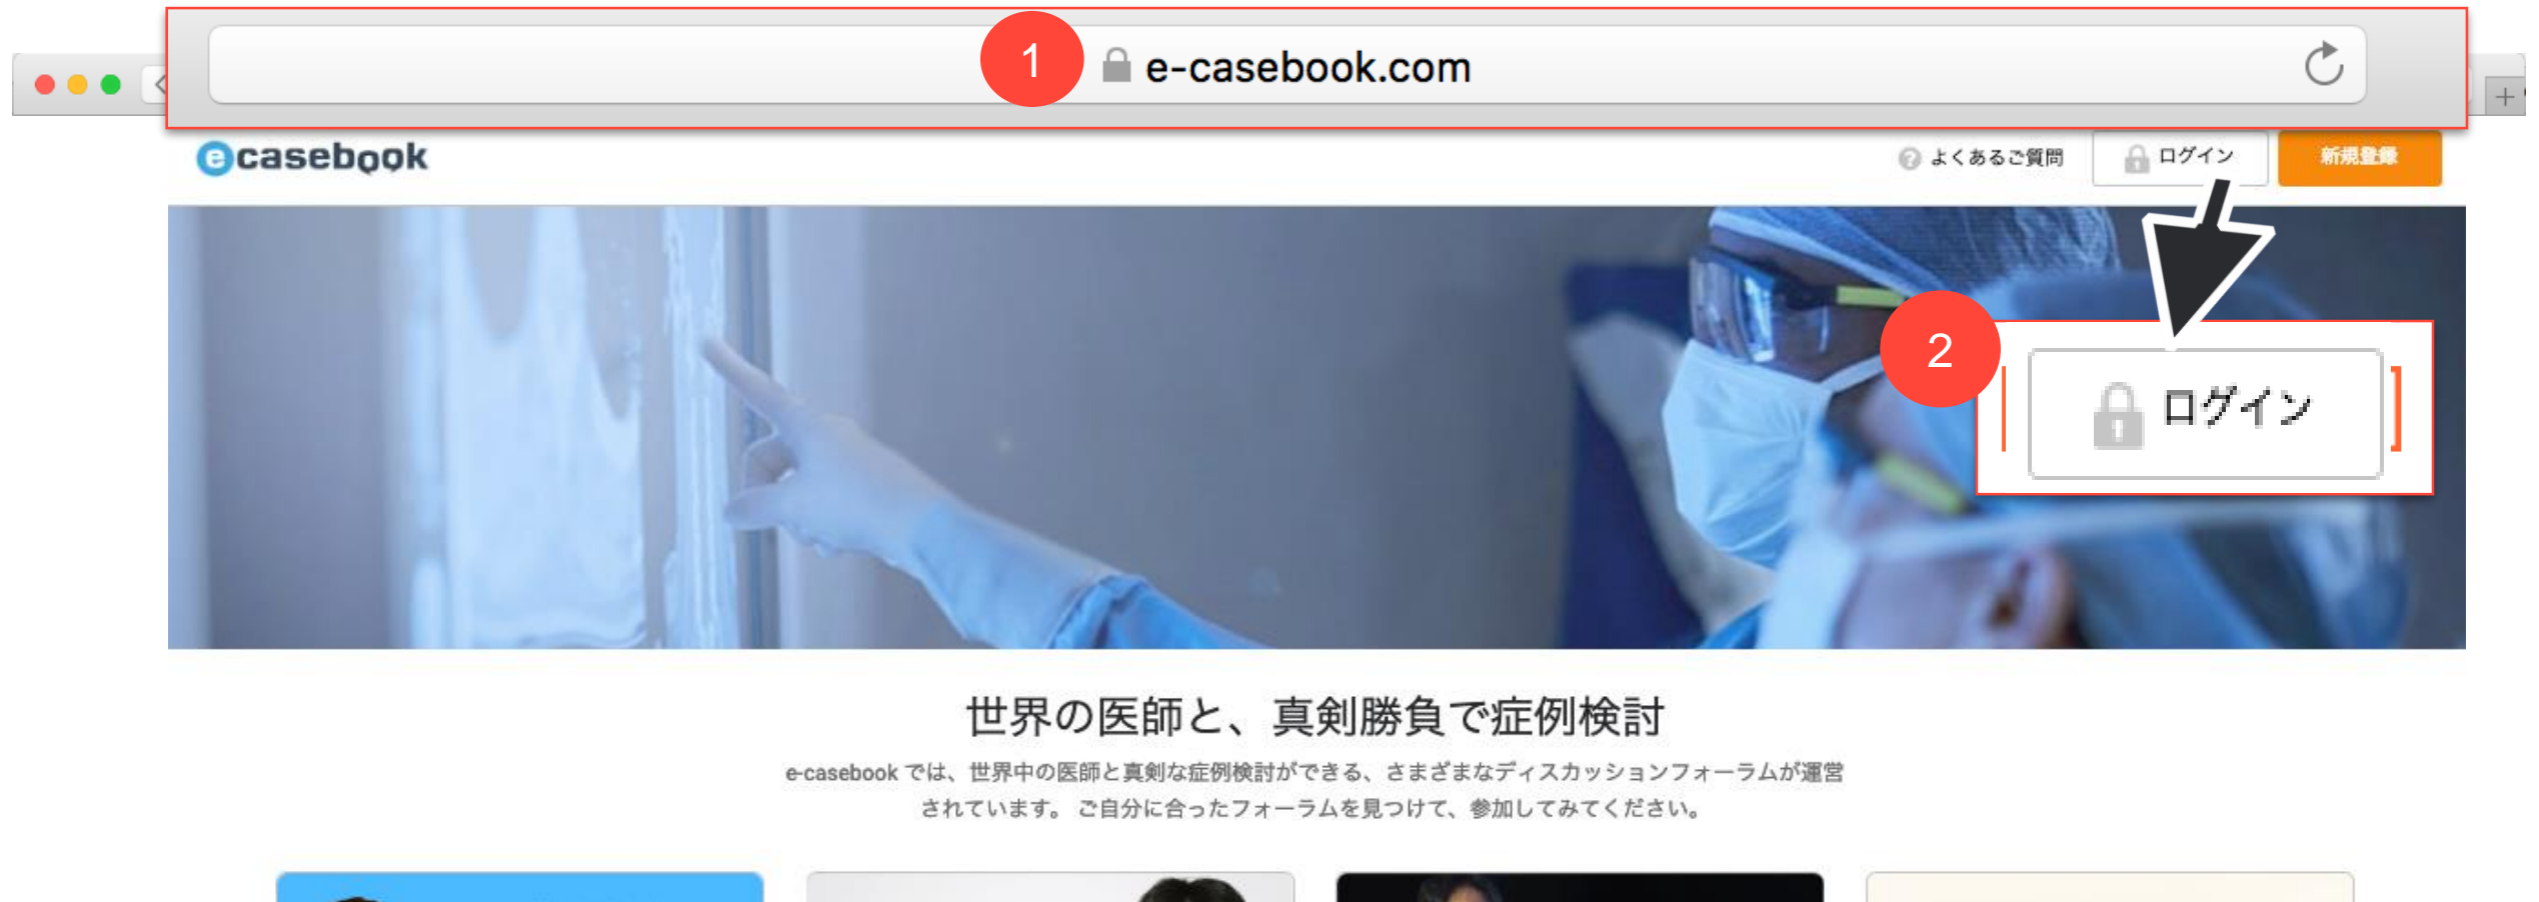 1 e-casebook.com
ecasebook
よくあるご質問
ログイン
新規登録
2
ログイン
世界の医師と、真剣勝負で症例検討
e-casebook では、世界中の医師と真剣な症例検討ができる、さまざまなディスカッションフォーラムが運営
されています。 ご自分に合ったフォーラムを見つけて、参加してみてください。